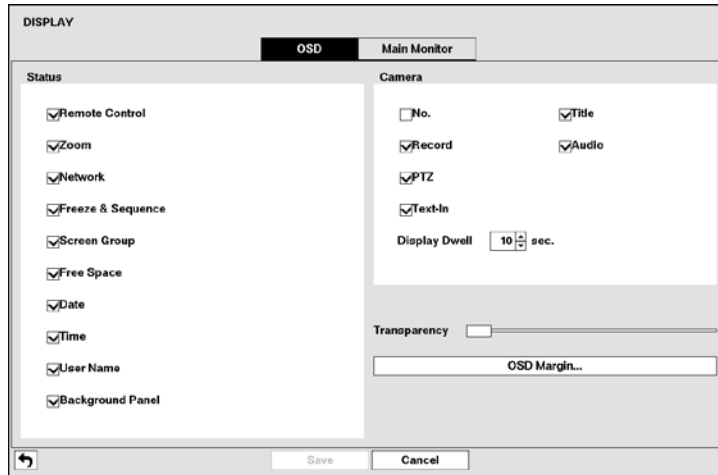 DISPLAY
OSD Main Monitor
Status
Remote Control
Zoom
Network
Freeze & Sequence
Screen Group
Free Space
Date
Time
User Name
Background Panel
Camera
No. Title
Record Audio
PTZ
Text-In
Display Dwell 10 sec.
Transparency
OSD Margin...
Save Cancel